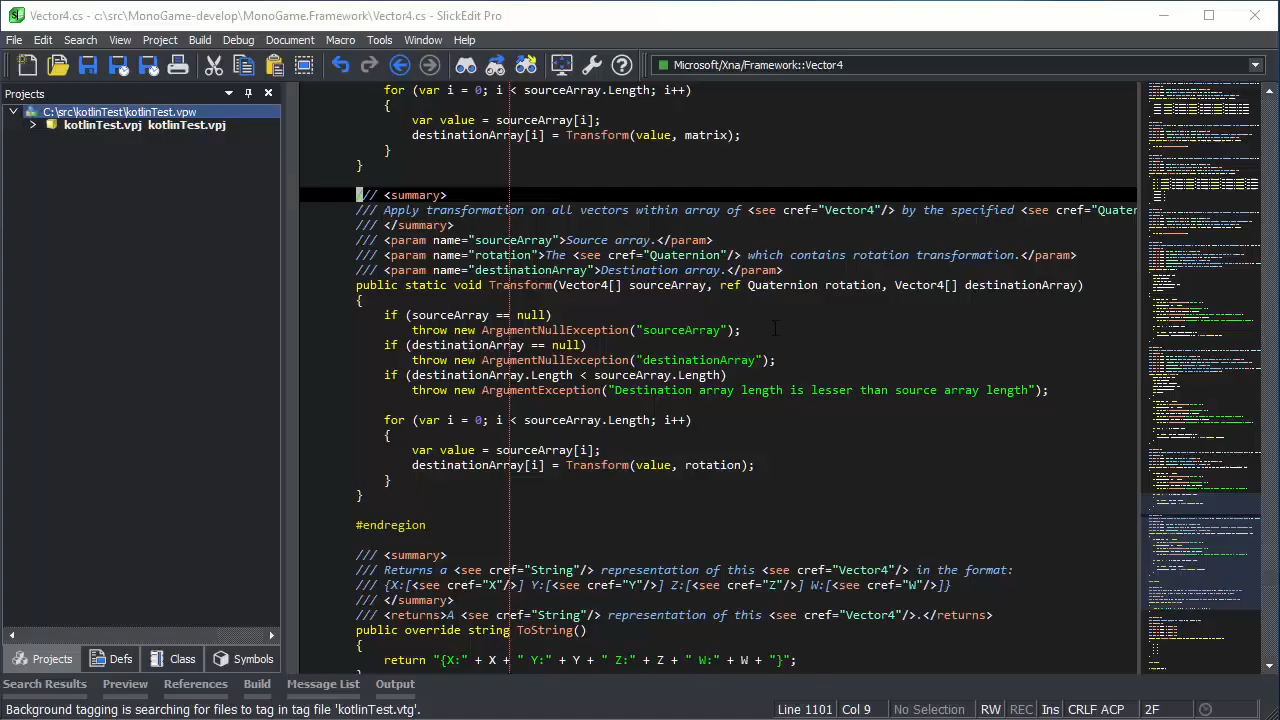 Vector4.cs - c:\src\MonoGame-develop\MonoGame.Framework\Vector4.cs - SlickEdit Pro
File Edit Search View Project Build Debug Document Macro Tools Window Help
Microsoft/Xna/Framework::Vector4
Projects
C:\src\kotlinTest\kotlinTest.vpw
kotlinTest.vpj kotlinTest.vpj
for (var i = 0; i < sourceArray.Length; i++)
{
var value = sourceArray[i];
destinationArray[i] = Transform(value, matrix);
}
}
/// <summary>
/// Apply transformation on all vectors within array of <see cref="Vector4"/> by the specified <see cref="Quater
/// </summary>
/// <param name="sourceArray">Source array.</param>
/// <param name="rotation">The <see cref="Quaternion"/> which contains rotation transformation.</param>
/// <param name="destinationArray">Destination array.</param>
public static void Transform(Vector4[] sourceArray, ref Quaternion rotation, Vector4[] destinationArray)
{
if (sourceArray == null)
throw new ArgumentNullException("sourceArray");
if (destinationArray == null)
throw new ArgumentNullException("destinationArray");
if (destinationArray.Length < sourceArray.Length)
throw new ArgumentException("Destination array length is lesser than source array length");
for (var i = 0; i < sourceArray.Length; i++)
{
var value = sourceArray[i];
destinationArray[i] = Transform(value, rotation);
}
}
#endregion
/// <summary>
/// Returns a <see cref="String"/> representation of this <see cref="Vector4"/> in the format:
/// {X:[<see cref="X"/>] Y:[<see cref="Y"/>] Z:[<see cref="Z"/>] W:[<see cref="W"/>]}
/// </summary>
/// <returns>A <see cref="String"/> representation of this <see cref="Vector4"/>.</returns>
public override string ToString()
{
return "{X:" + X + " Y:" + Y + " Z:" + Z + " W:" + W + "}";
Projects Defs Class Symbols
Search Results Preview References Build Message List Output
Background tagging is searching for files to tag in tag file 'kotlinTest.vtg'. Line 1101 Col 9 No Selection RW REC Ins CRLF ACP 2F